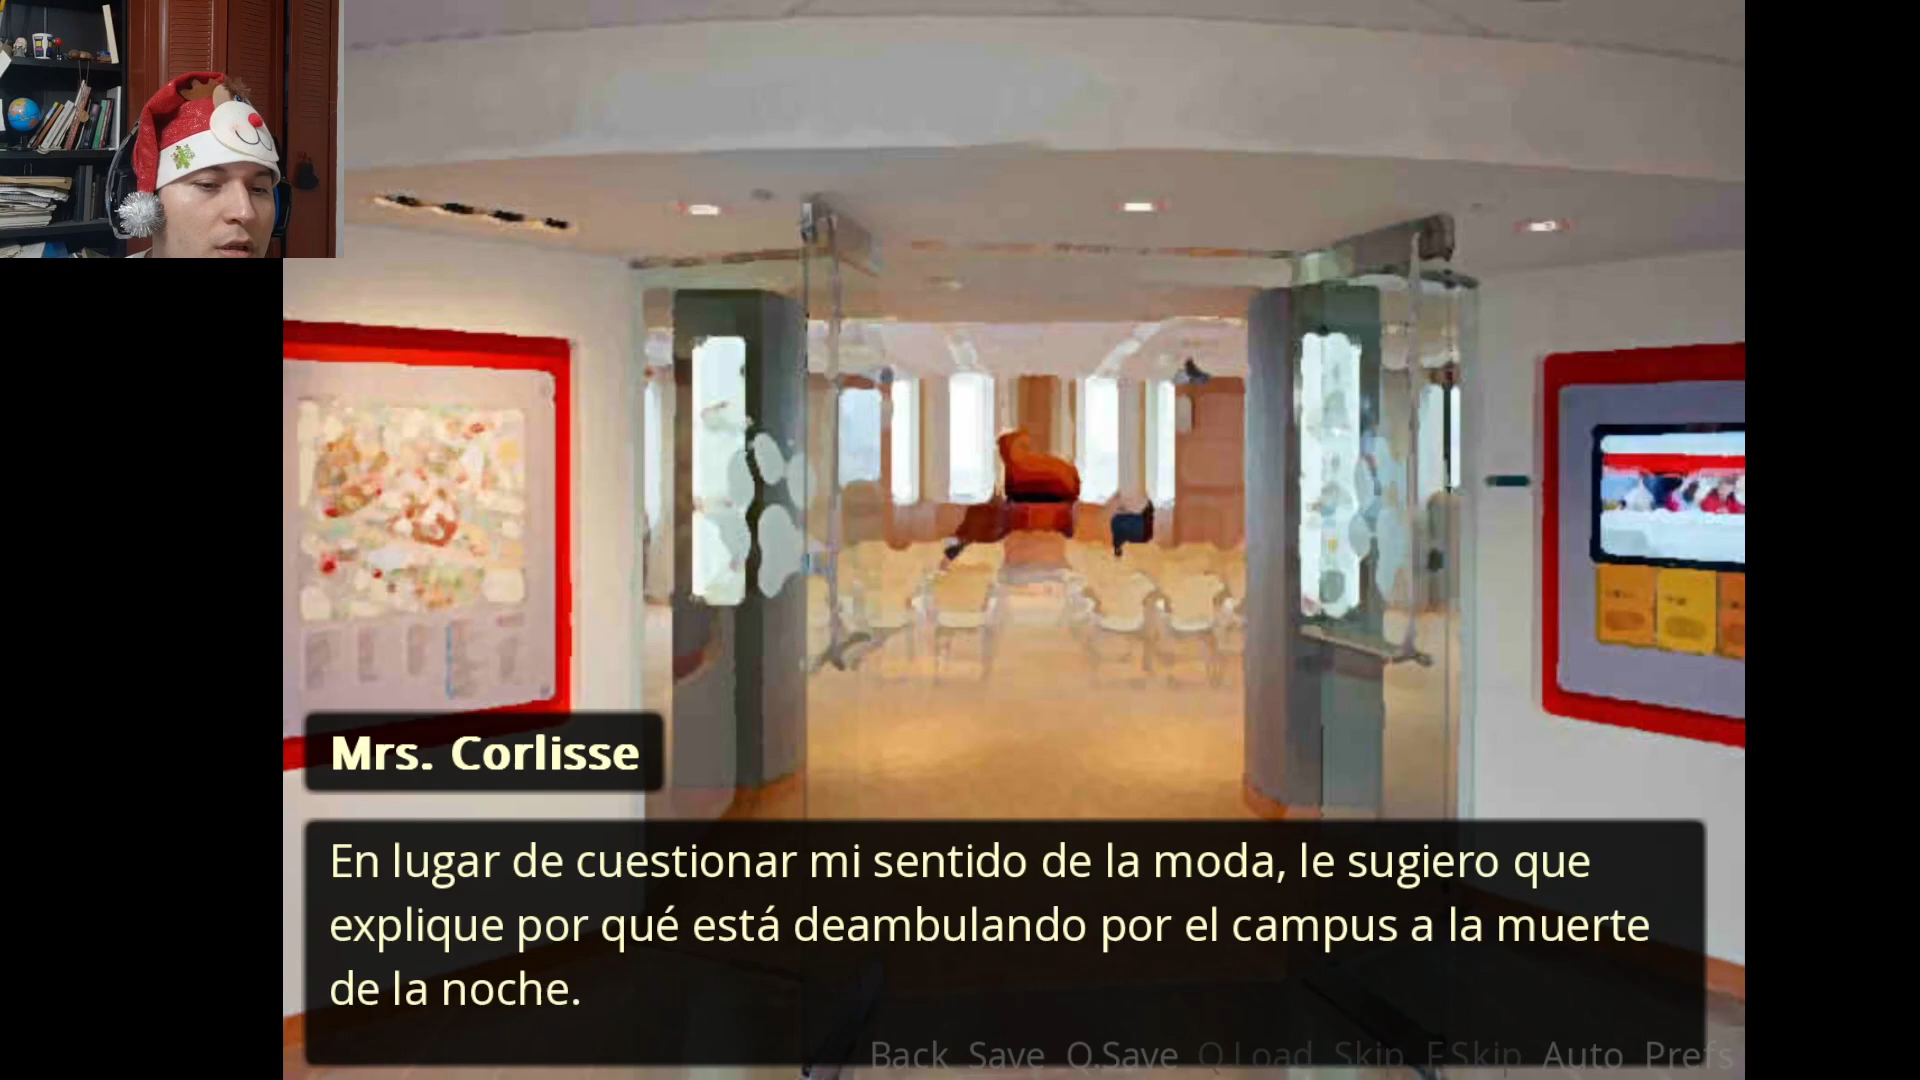 Mrs. Corlisse
En lugar de cuestionar mi sentido de la moda, le sugiero que
explique por qué está deambulando por el campus a la muerte
de la noche.
Back Save Q.Save Q.Load Skip F.Skip Auto Prefs